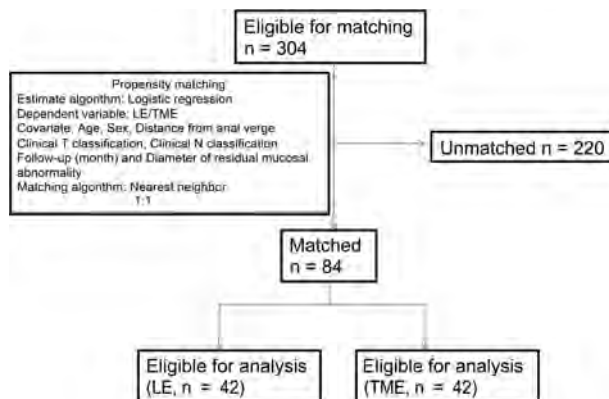 Eligible for matching
n = 304
Propensity matching
Estimate algorithm: Logistic regression
Dependent variable: LE/TME
Covariate, Age, Sex, Distance from anal verge
Clinical T classification, Clinical N classification
Follow-up (month) and Diameter of residual mucosal
abnormality
Matching algorithm: Nearest neighbor
1:1
Unmatched n = 220
Matched
n = 84
Eligible for analysis
(LE, n = 42)
Eligible for analysis
(TME, n = 42)